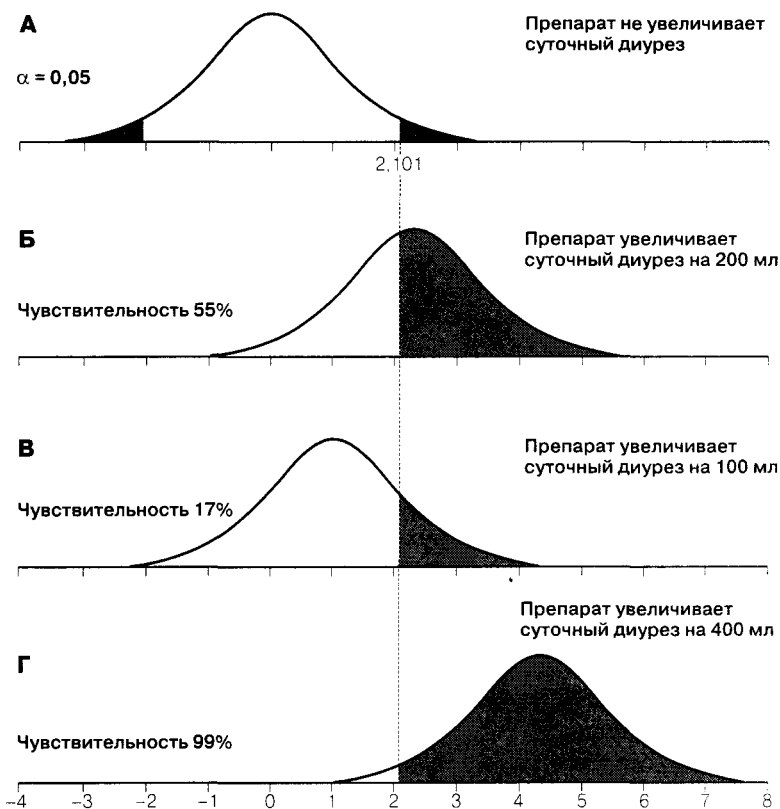 А
Препарат не увеличивает
суточный диурез
α = 0,05
2,101
Б
Препарат увеличивает
суточный диурез на 200 мл
Чувствительность 55%
В
Препарат увеличивает
суточный диурез на 100 мл
Чувствительность 17%
Препарат увеличивает
суточный диурез на 400 мл
Г
Чувствительность 99%
-4 -3 -2 -1 0 1 2 3 4 5 6 7 8